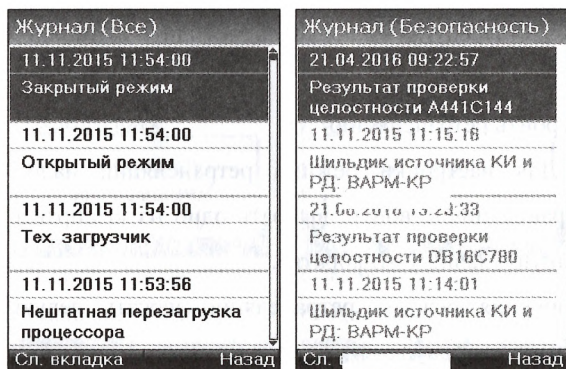 Журнал (Все)
11.11.2015 11:54:00
Закрытый режим
11.11.2015 11:54:00
Открытый режим
11.11.2015 11:54:00
Тех. загрузчик
11.11.2015 11:53:56
Нештатная перезагрузка
процессора
Сл. вкладка Назад
Журнал (Безопасность)
21.04.2016 09:22:57
Результат проверки
целостности A441C144
11.11.2015 11:15:16
Шильдик источника КИ и
РД: ВАРМ-КР
Результат проверки
целостности DB16C780
11.11.2015 11:14:01
Шильдик источника КИ и
РД: ВАРМ-КР
Сл. Назад